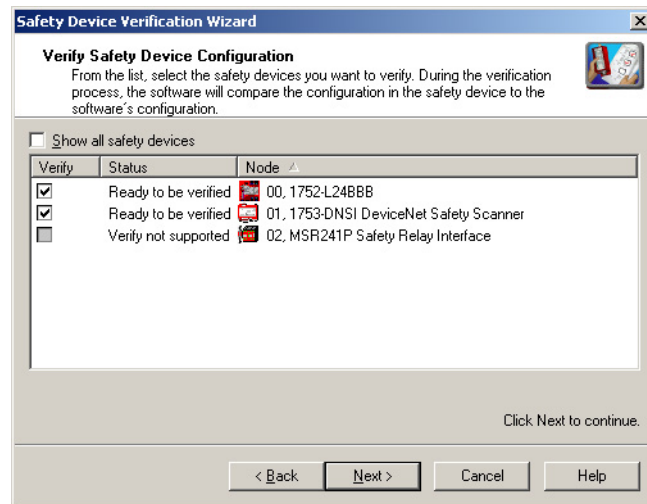 Safety Device Verification Wizard
Verify Safety Device Configuration
From the list, select the safety devices you want to verify. During the verification
process, the software will compare the configuration in the safety device to the
software´s configuration.
Show all safety devices
Verify Status Node
Ready to be verified 00, 1752-L24BBB
Ready to be verified 01, 1753-DNSI DeviceNet Safety Scanner
Verify not supported 02, MSR241P Safety Relay Interface
Click Next to continue.
< Back Next > Cancel Help